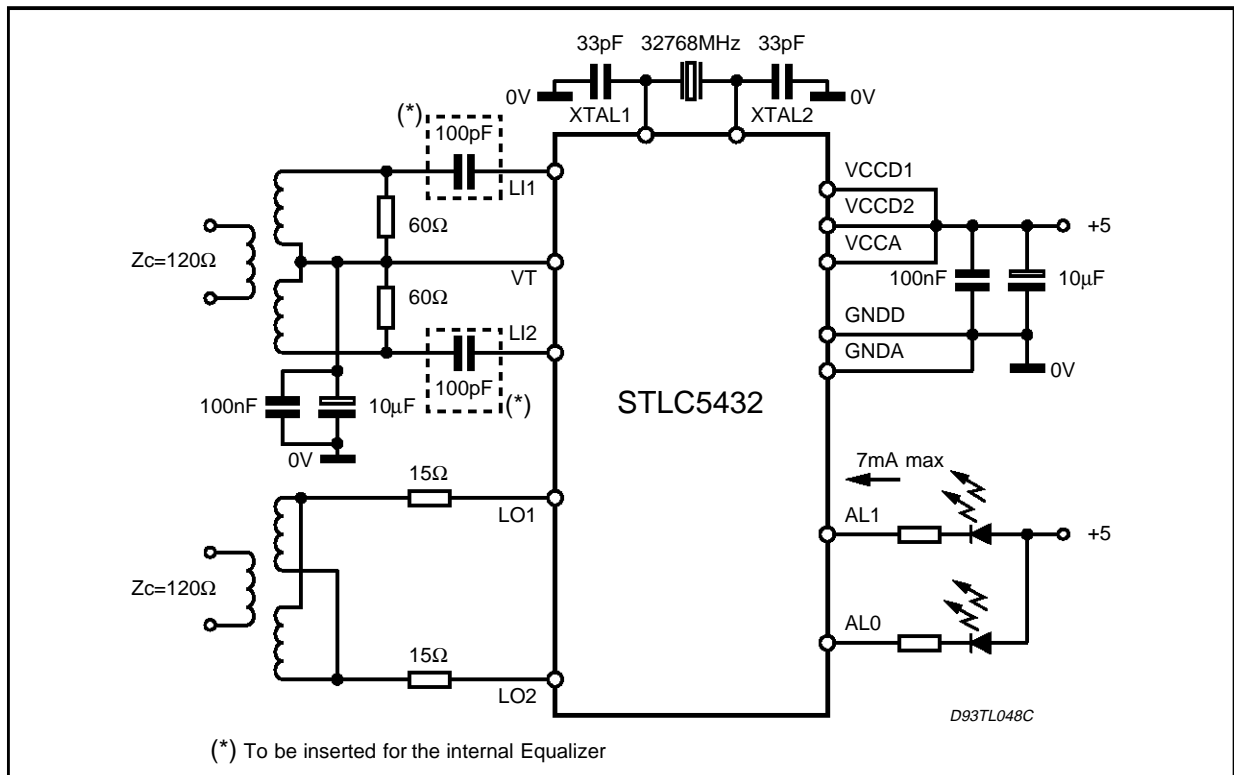 33pF 32768MHz 33pF
0V XTAL1 XTAL2 0V
(*)
100pF
LI1
60Ω
Zc=120Ω
VT
60Ω
LI2
100pF
(*)
100nF 10μF
0V
VCCD1
VCCD2
VCCA
+5
100nF 10μF
GNDD
GNDA
0V
STLC5432
15Ω
LO1
Zc=120Ω
15Ω
LO2
7mA max
AL1
+5
AL0
D93TL048C
(*) To be inserted for the internal Equalizer